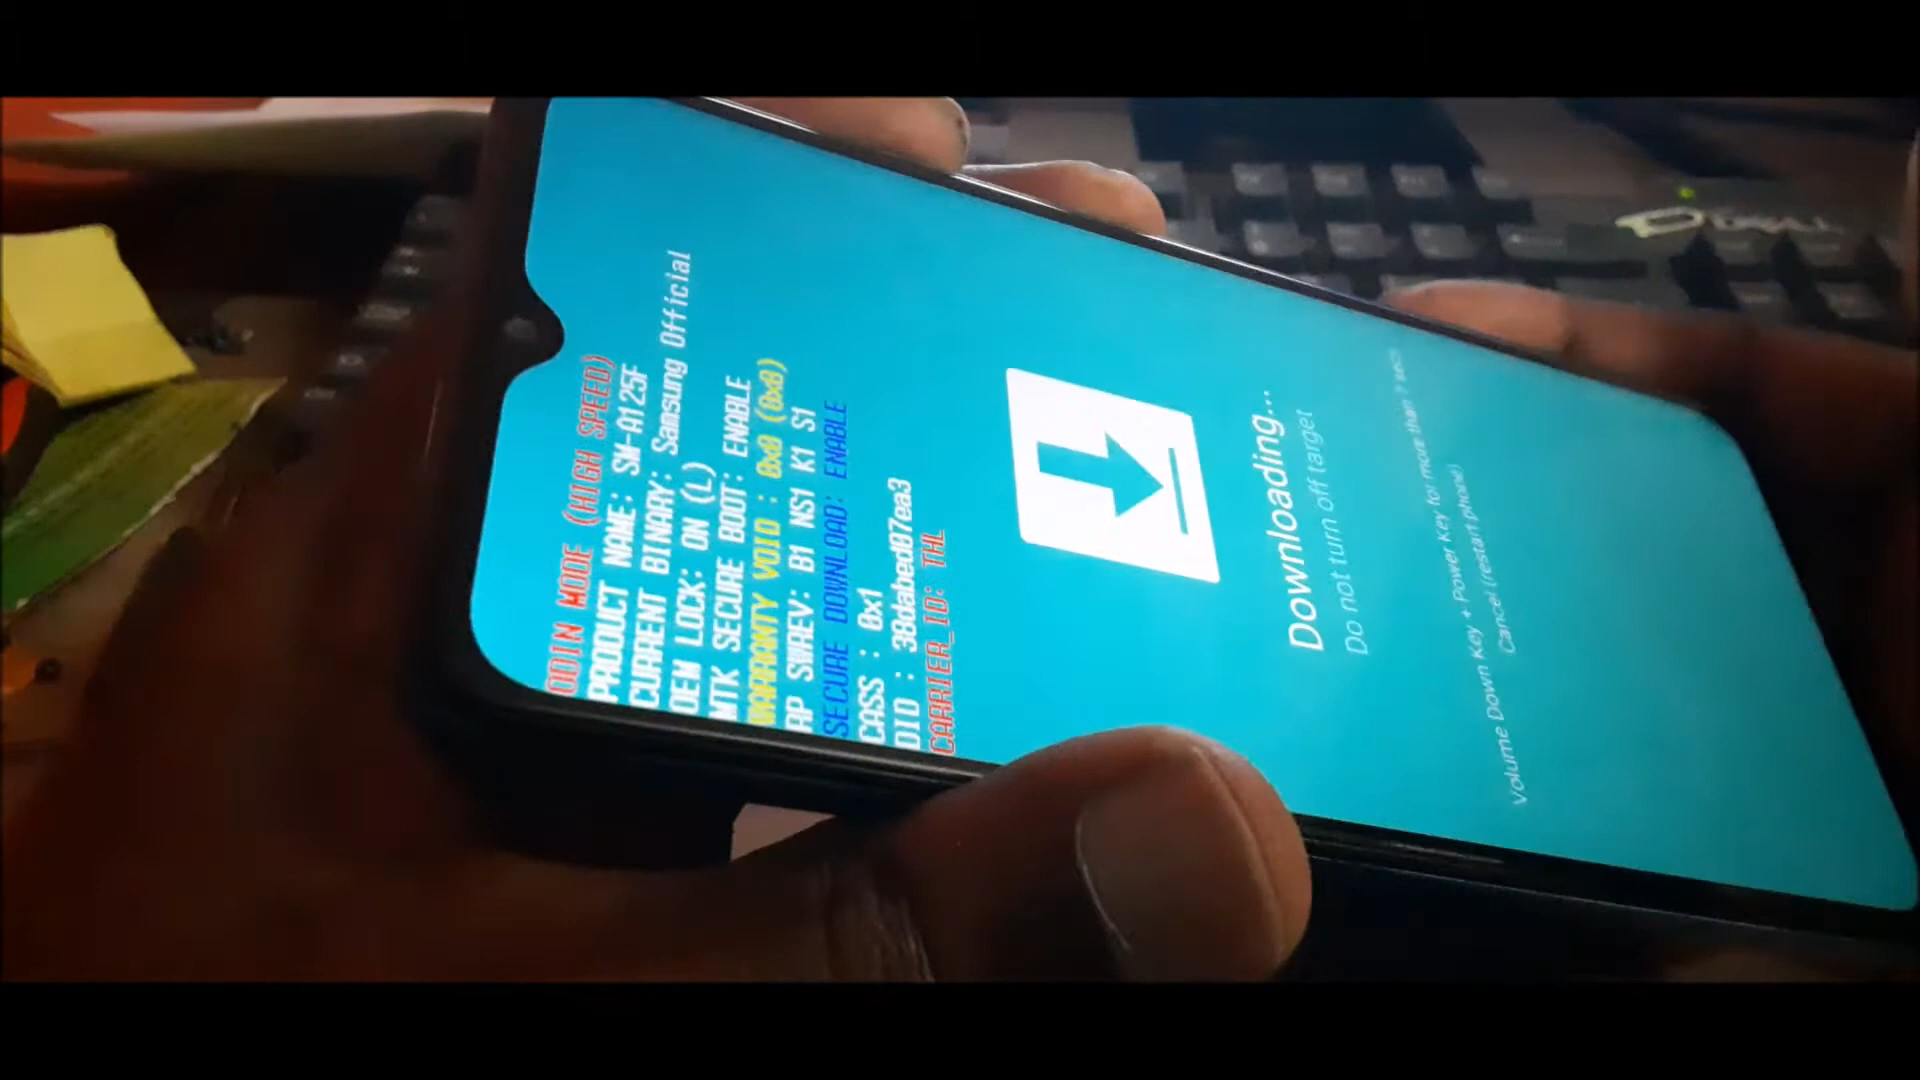 ODIN MODE (HIGH SPEED)
PRODUCT NAME: SM-A125F
CURRENT BINARY: Samsung Official
OEM LOCK: ON (L)
MTK SECURE BOOT: ENABLE
WARRANTY VOID : 0x0 (0x0)
AP SWREV: B1 NS1 K1 S1
SECURE DOWNLOAD: ENABLE
CASS : 0x1
DID : 38dabed07ea3
CARRIER_ID: THL
Downloading...
Do not turn off target
Volume Down Key + Power Key for more than 7 secs
Cancel (restart phone)
DELL